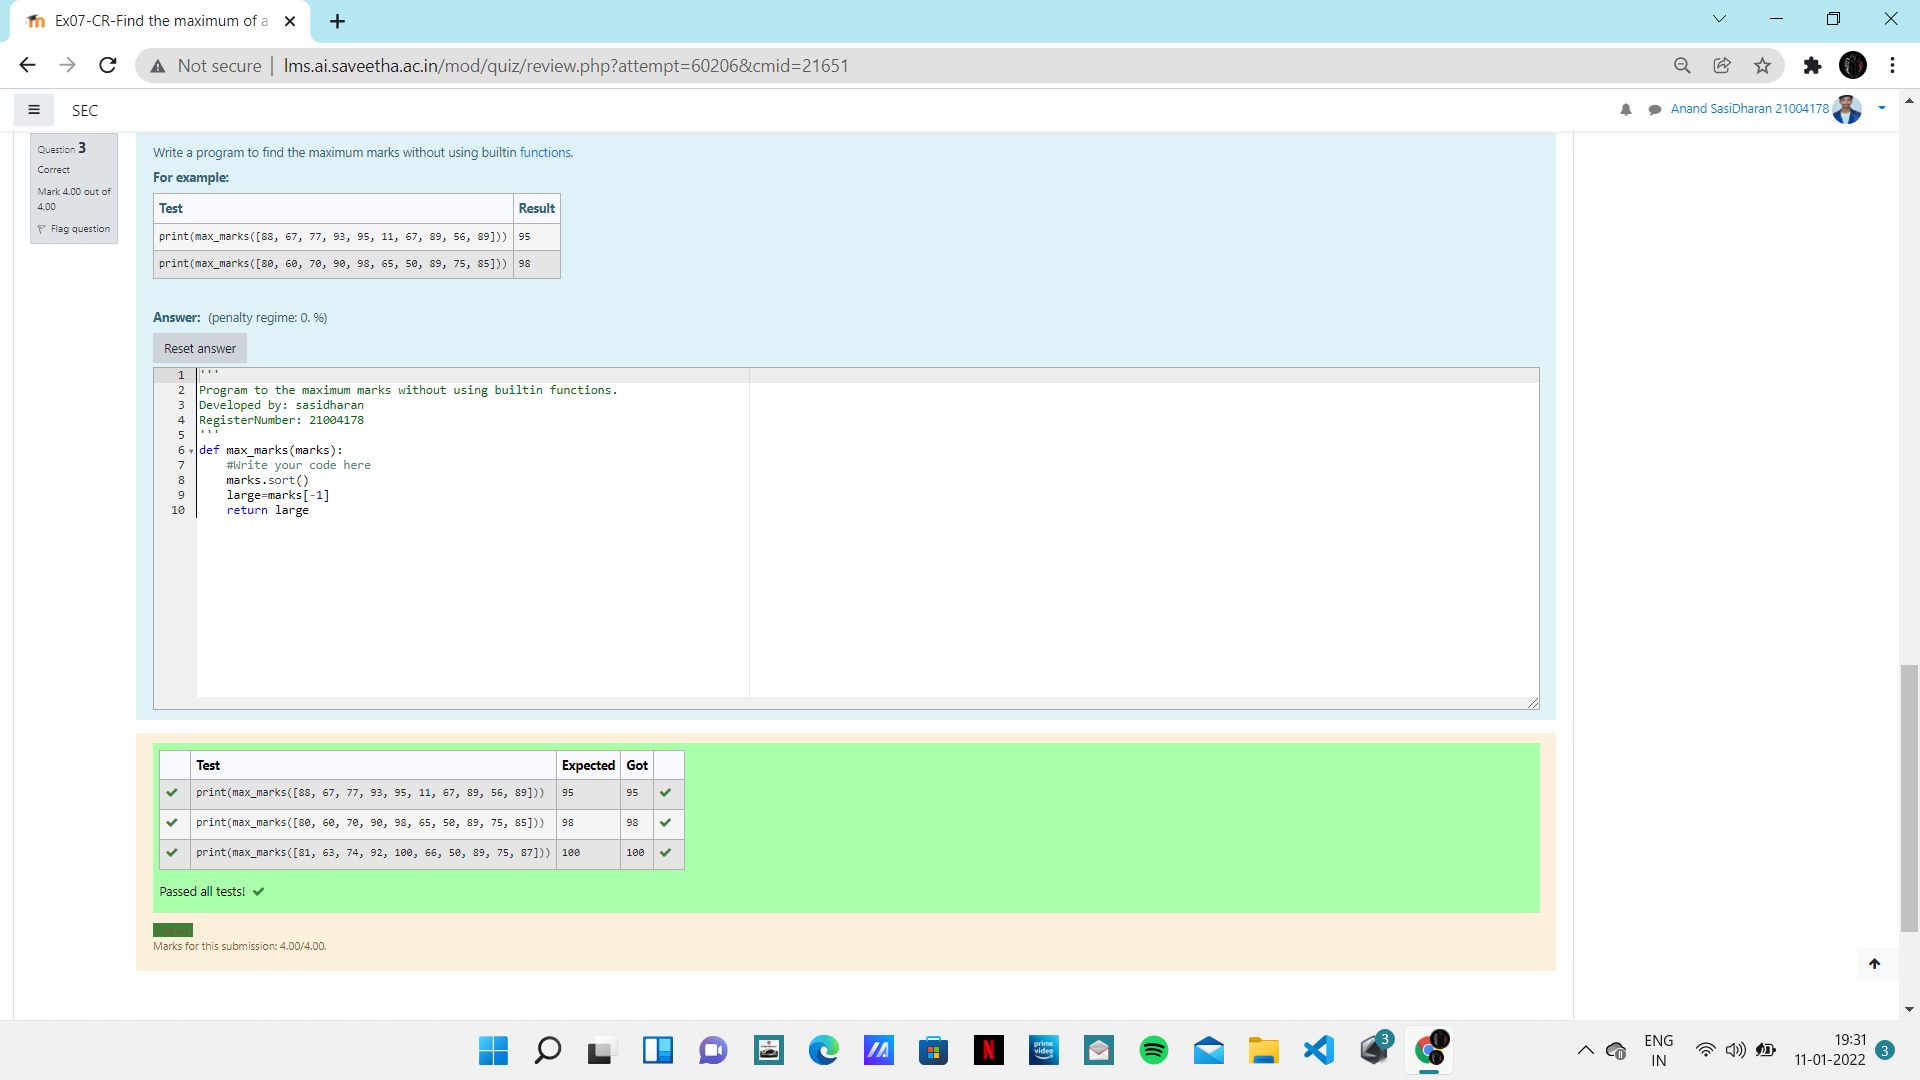 Ex07-CR-Find the maximum of a
Not secure | lms.ai.saveetha.ac.in/mod/quiz/review.php?attempt=60206&cmid=21651
SEC
Anand SasiDharan 21004178
Question 3
Correct
Mark 4.00 out of
4.00
Flag question
Write a program to find the maximum marks without using builtin functions.
For example:
Test Result
print(max_marks([88, 67, 77, 93, 95, 11, 67, 89, 56, 89])) 95
print(max_marks([80, 60, 70, 90, 98, 65, 50, 89, 75, 85])) 98
Answer: (penalty regime: 0. %)
Reset answer
1 '''
2 Program to the maximum marks without using builtin functions.
3 Developed by: sasidharan
4 RegisterNumber: 21004178
5 '''
6 def max_marks(marks):
7 #Write your code here
8 marks.sort()
9 large=marks[-1]
10 return large
Test Expected Got
print(max_marks([88, 67, 77, 93, 95, 11, 67, 89, 56, 89])) 95 95
print(max_marks([80, 60, 70, 90, 98, 65, 50, 89, 75, 85])) 98 98
print(max_marks([81, 63, 74, 92, 100, 66, 50, 89, 75, 87])) 100 100
Passed all tests!
Marks for this submission: 4.00/4.00.
N
prime video
3
ENG
IN
19:31
11-01-2022
3